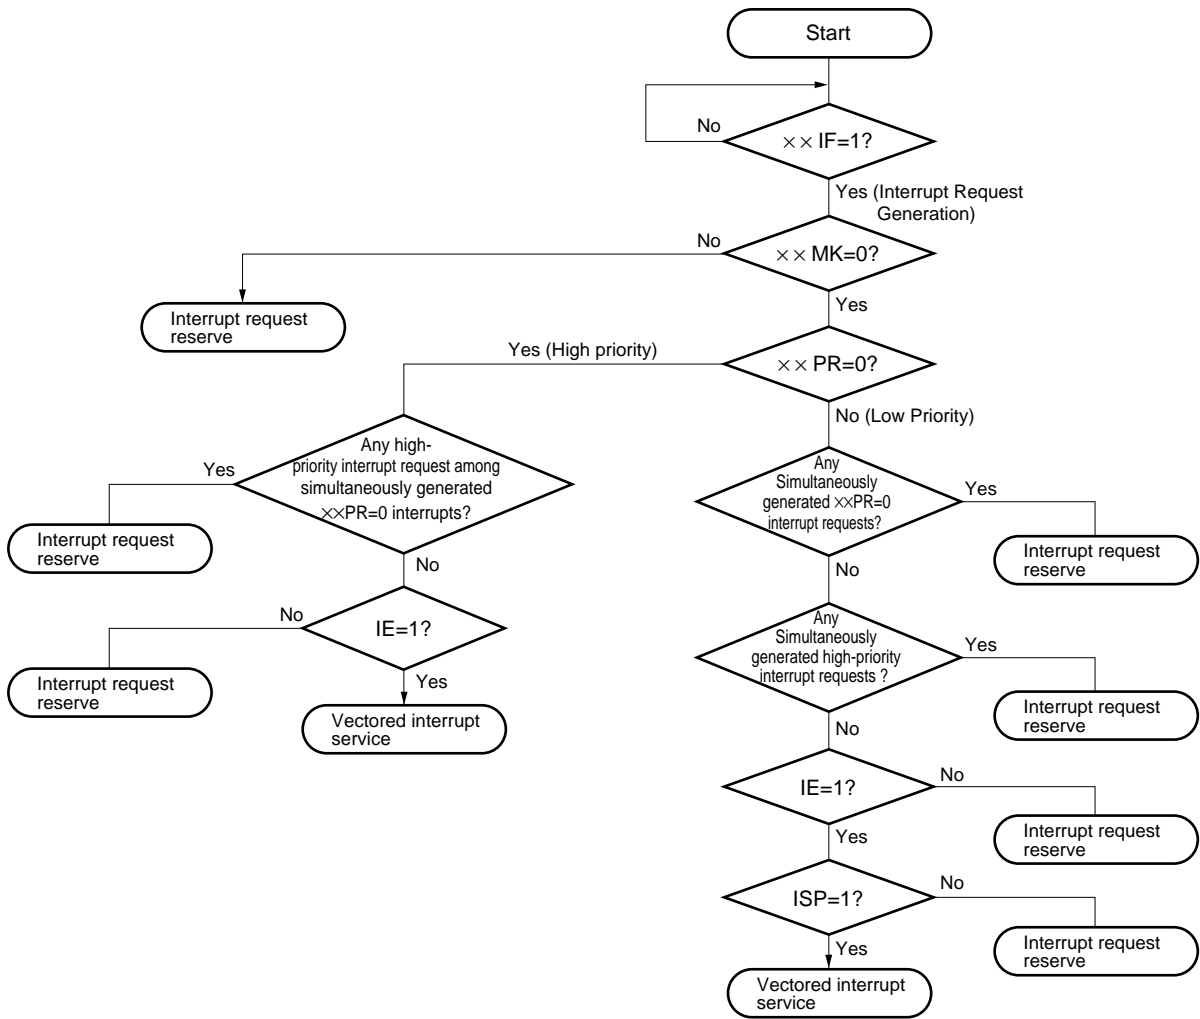 Start
No
×× IF=1?
Yes (Interrupt Request
Generation)
No
×× MK=0?
Yes
Interrupt request
reserve
Yes (High priority)
×× PR=0?
No (Low Priority)
Any high-
priority interrupt request among
simultaneously generated
××PR=0 interrupts?
Yes
Interrupt request
reserve
No
IE=1?
No
Interrupt request
reserve
Yes
Vectored interrupt
service
Any
Simultaneously
generated ××PR=0
interrupt requests?
Yes
Interrupt request
reserve
No
Any
Simultaneously
generated high-priority
interrupt requests ?
Yes
Interrupt request
reserve
No
IE=1?
No
Interrupt request
reserve
Yes
ISP=1?
No
Interrupt request
reserve
Yes
Vectored interrupt
service